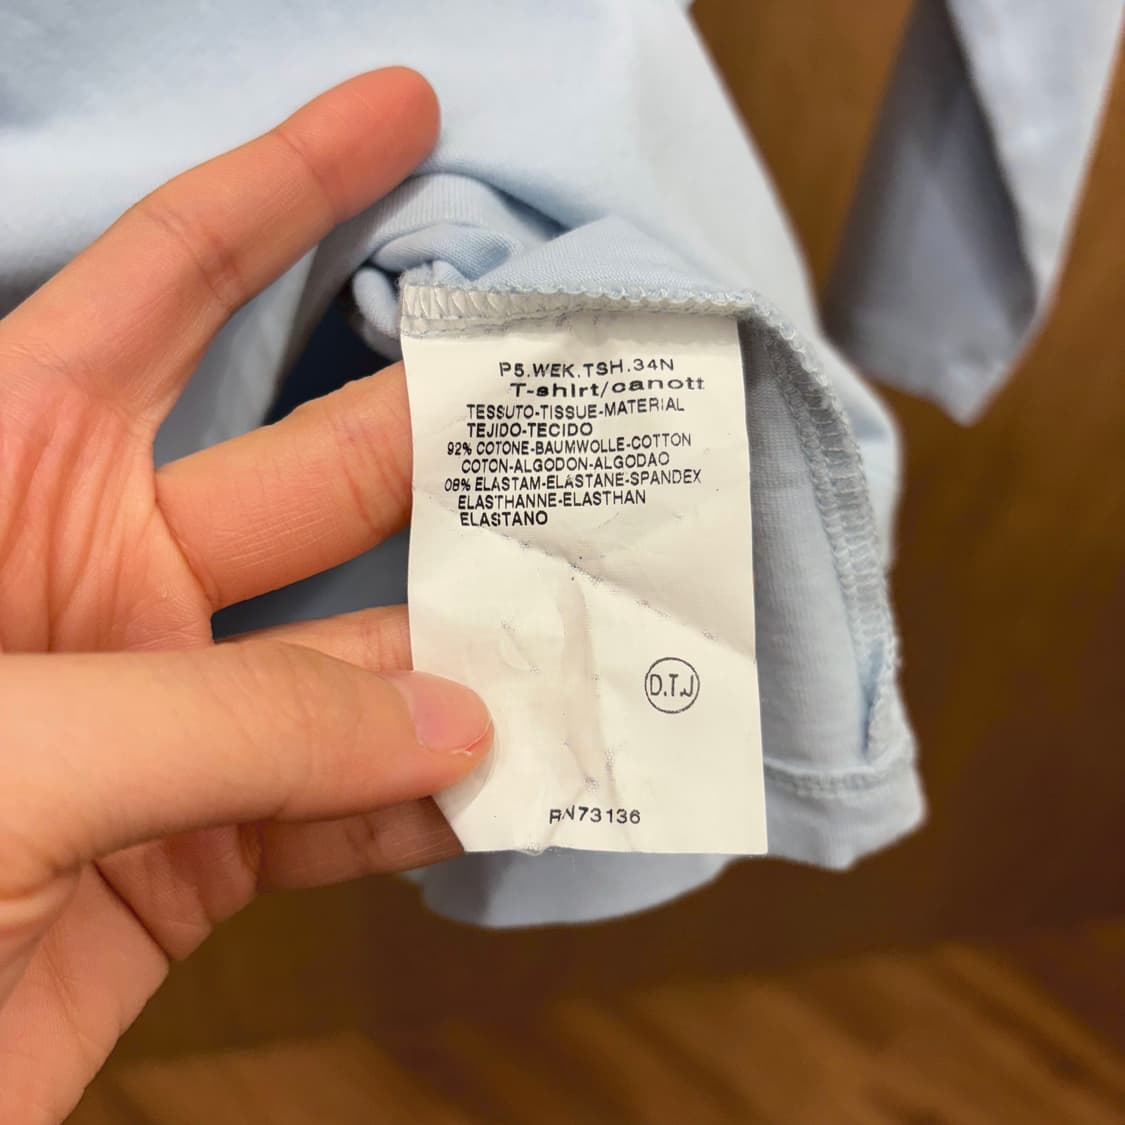 P5.WEK.TSH.34N
T-shirt/canott
TESSUTO-TISSUE-MATERIAL
TEJIDO-TECIDO
92% COTONE-BAUMWOLLE-COTTON
COTON-ALGODON-ALGODAO
08% ELASTAM-ELASTANE-SPANDEX
ELASTHANNE-ELASTHAN
ELASTANO
D.T.J
RN73136